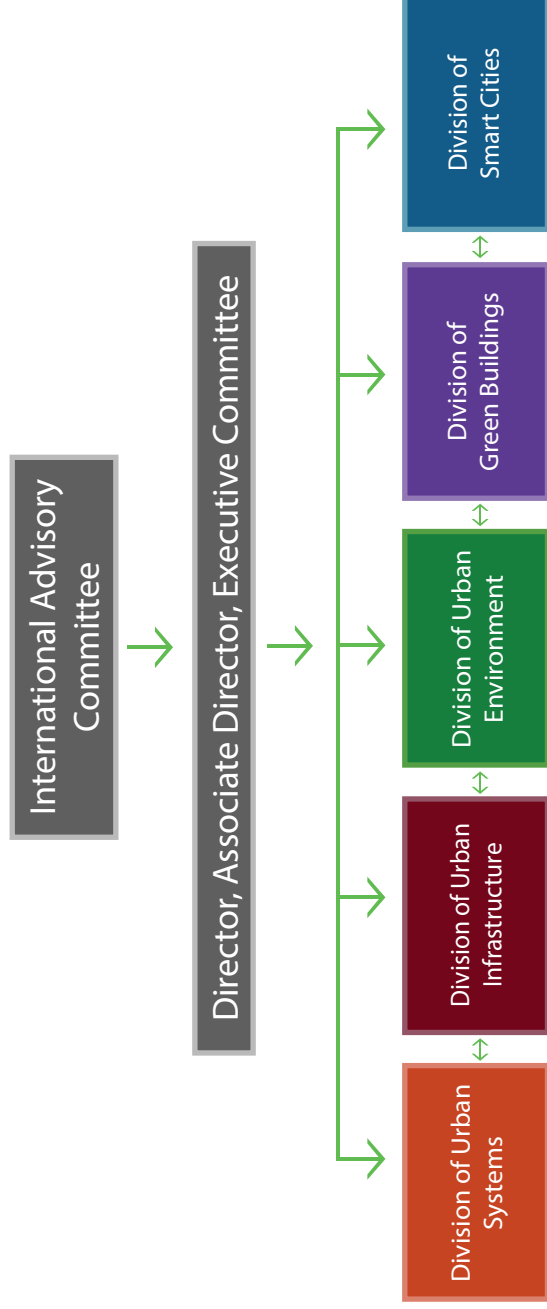 International Advisory
Committee
Director, Associate Director, Executive Committee
Division of Urban
Systems
Division of Urban
Infrastructure
Division of Urban
Environment
Division of
Green Buildings
Division of
Smart Cities